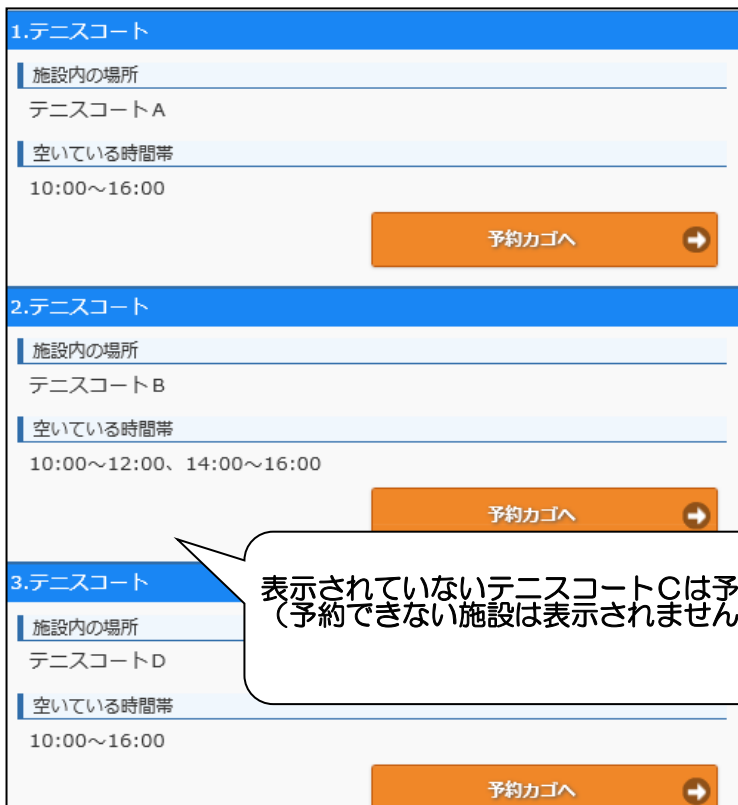 1.テニスコート
施設内の場所
テニスコートA
空いている時間帯
10:00～16:00
予約カゴへ
2.テニスコート
施設内の場所
テニスコートB
空いている時間帯
10:00～12:00、14:00～16:00
予約カゴへ
表示されていないテニスコートＣは予
（予約できない施設は表示されません
3.テニスコート
施設内の場所
テニスコートD
空いている時間帯
10:00～16:00
予約カゴへ